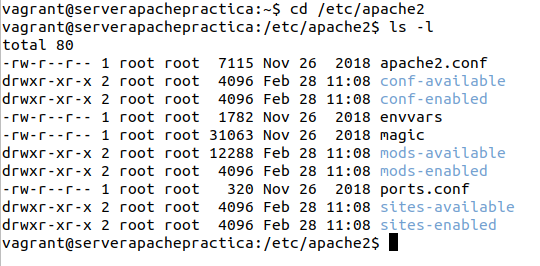 vagrant@serverapachepractica:~$ cd /etc/apache2
vagrant@serverapachepractica:/etc/apache2$ ls -l
total 80
-rw-r--r-- 1 root root  7115 Nov 26  2018 apache2.conf
drwxr-xr-x 2 root root  4096 Feb 28 11:08 conf-available
drwxr-xr-x 2 root root  4096 Feb 28 11:08 conf-enabled
-rw-r--r-- 1 root root  1782 Nov 26  2018 envvars
-rw-r--r-- 1 root root 31063 Nov 26  2018 magic
drwxr-xr-x 2 root root 12288 Feb 28 11:08 mods-available
drwxr-xr-x 2 root root  4096 Feb 28 11:08 mods-enabled
-rw-r--r-- 1 root root   320 Nov 26  2018 ports.conf
drwxr-xr-x 2 root root  4096 Feb 28 11:08 sites-available
drwxr-xr-x 2 root root  4096 Feb 28 11:08 sites-enabled
vagrant@serverapachepractica:/etc/apache2$